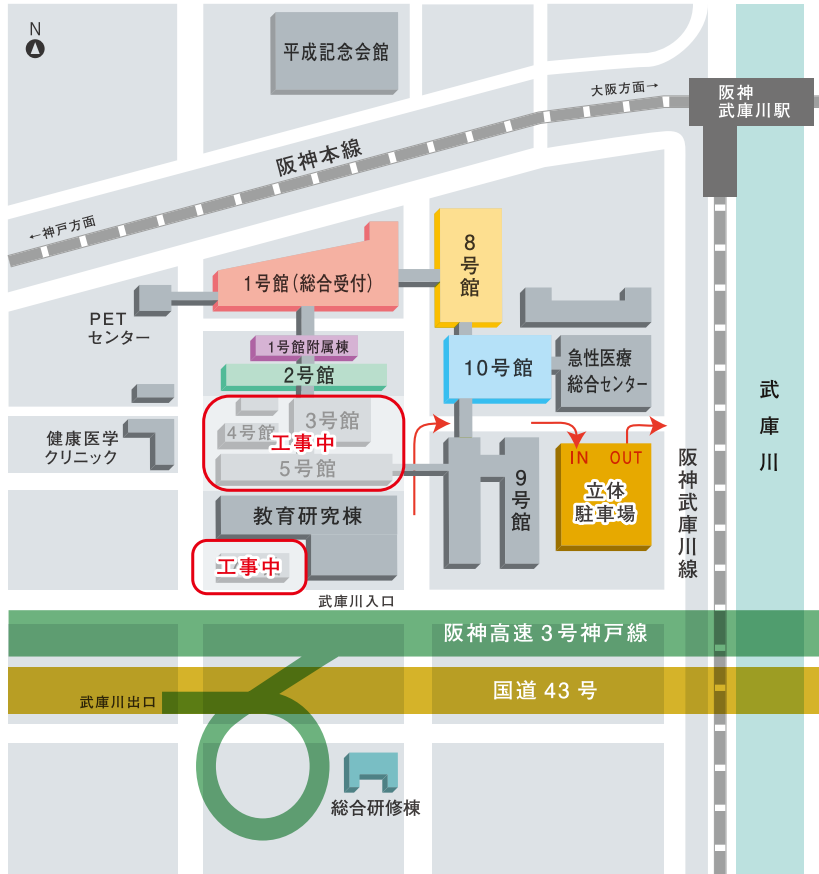 N
平成記念会館
大阪方面→
阪神
武庫川駅
阪神本線
←神戸方面
8号館
1号館(総合受付)
PET
センター
1号館附属棟
2号館
10号館
急性医療
総合センター
武庫川
3号館
4号館
工事中
健康医学
クリニック
5号館
IN OUT
立体
駐車場
9号館
阪神武庫川線
教育研究棟
工事中
武庫川入口
阪神高速3号神戸線
国道43号
武庫川出口
総合研修棟